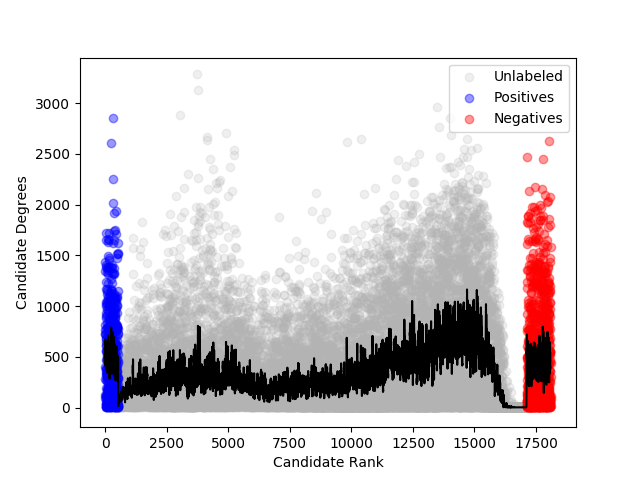 Unlabeled
Positives
Negatives
3000
2500
2000
1500
1000
500
0
Candidate Degrees
0 2500 5000 7500 10000 12500 15000 17500
Candidate Rank